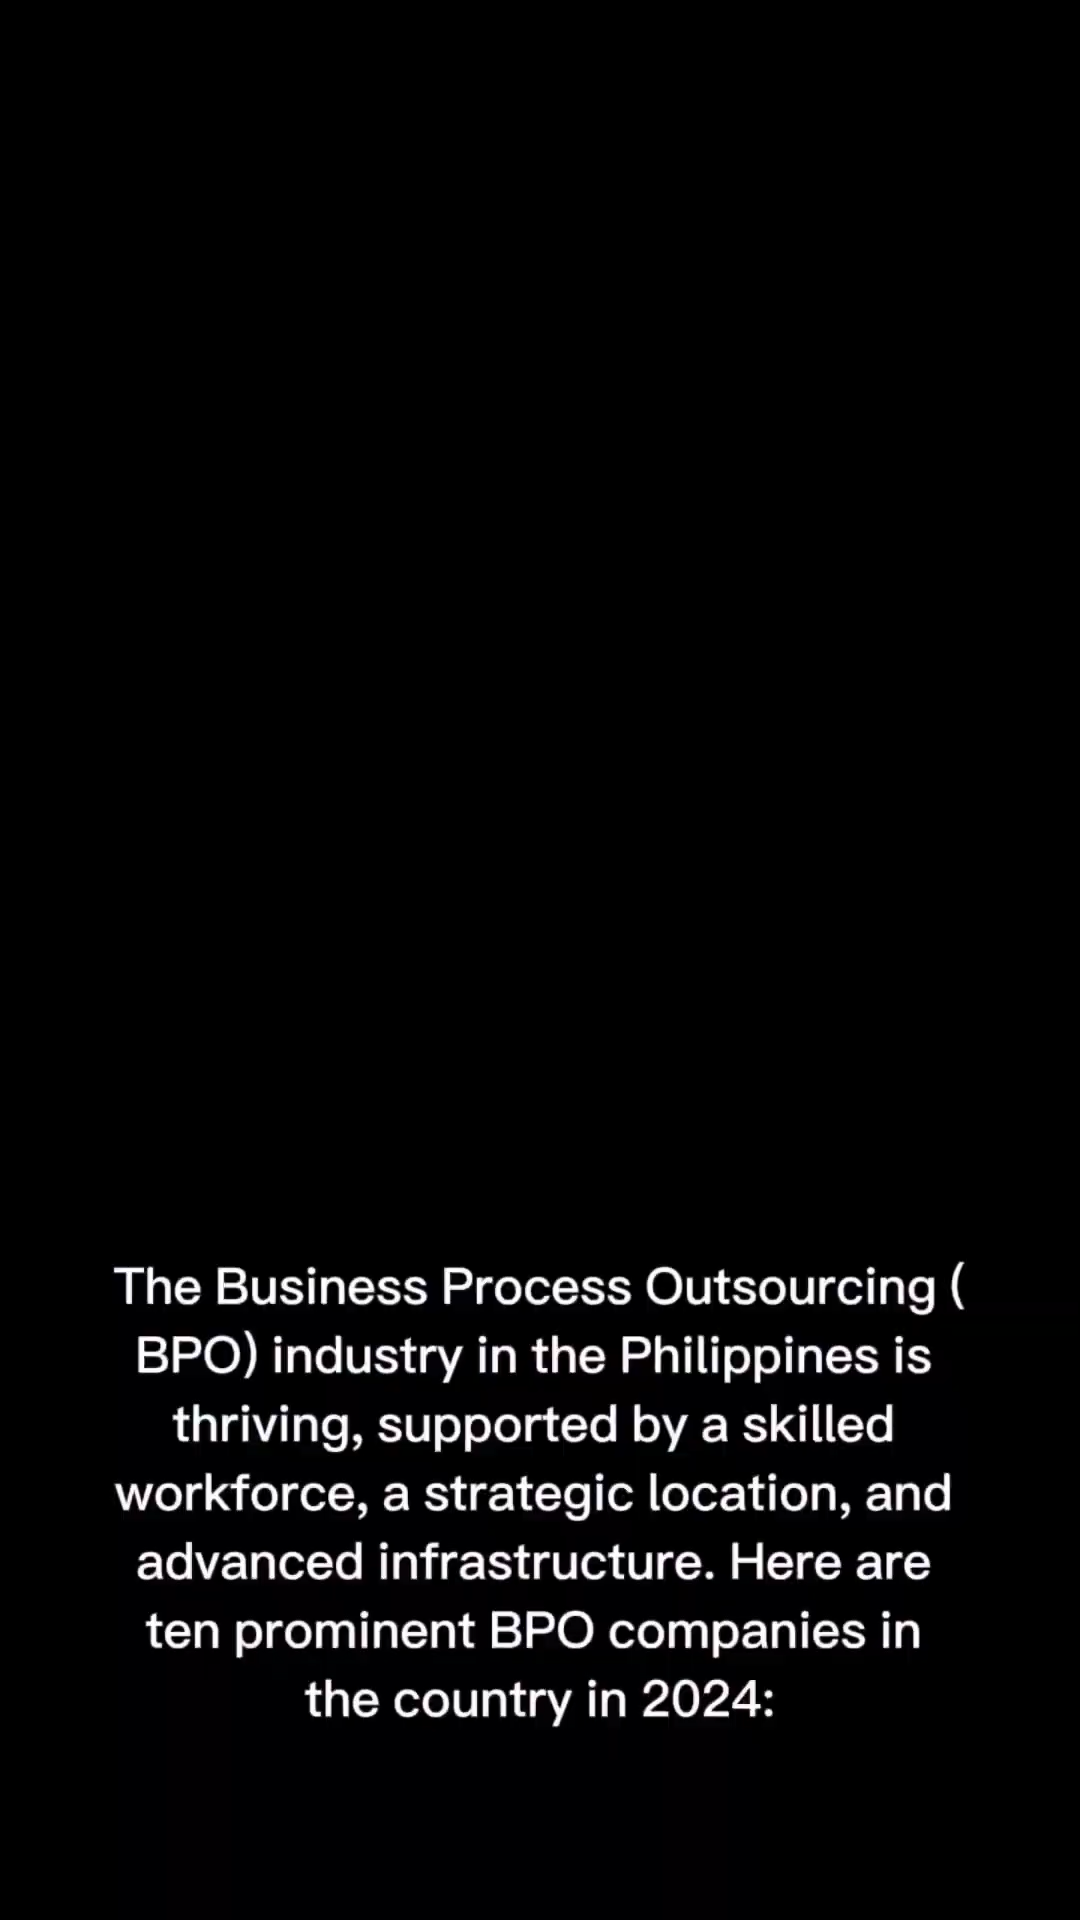 The Business Process Outsourcing (
BPO) industry in the Philippines is
thriving, supported by a skilled
workforce, a strategic location, and
advanced infrastructure. Here are
ten prominent BPO companies in
the country in 2024: